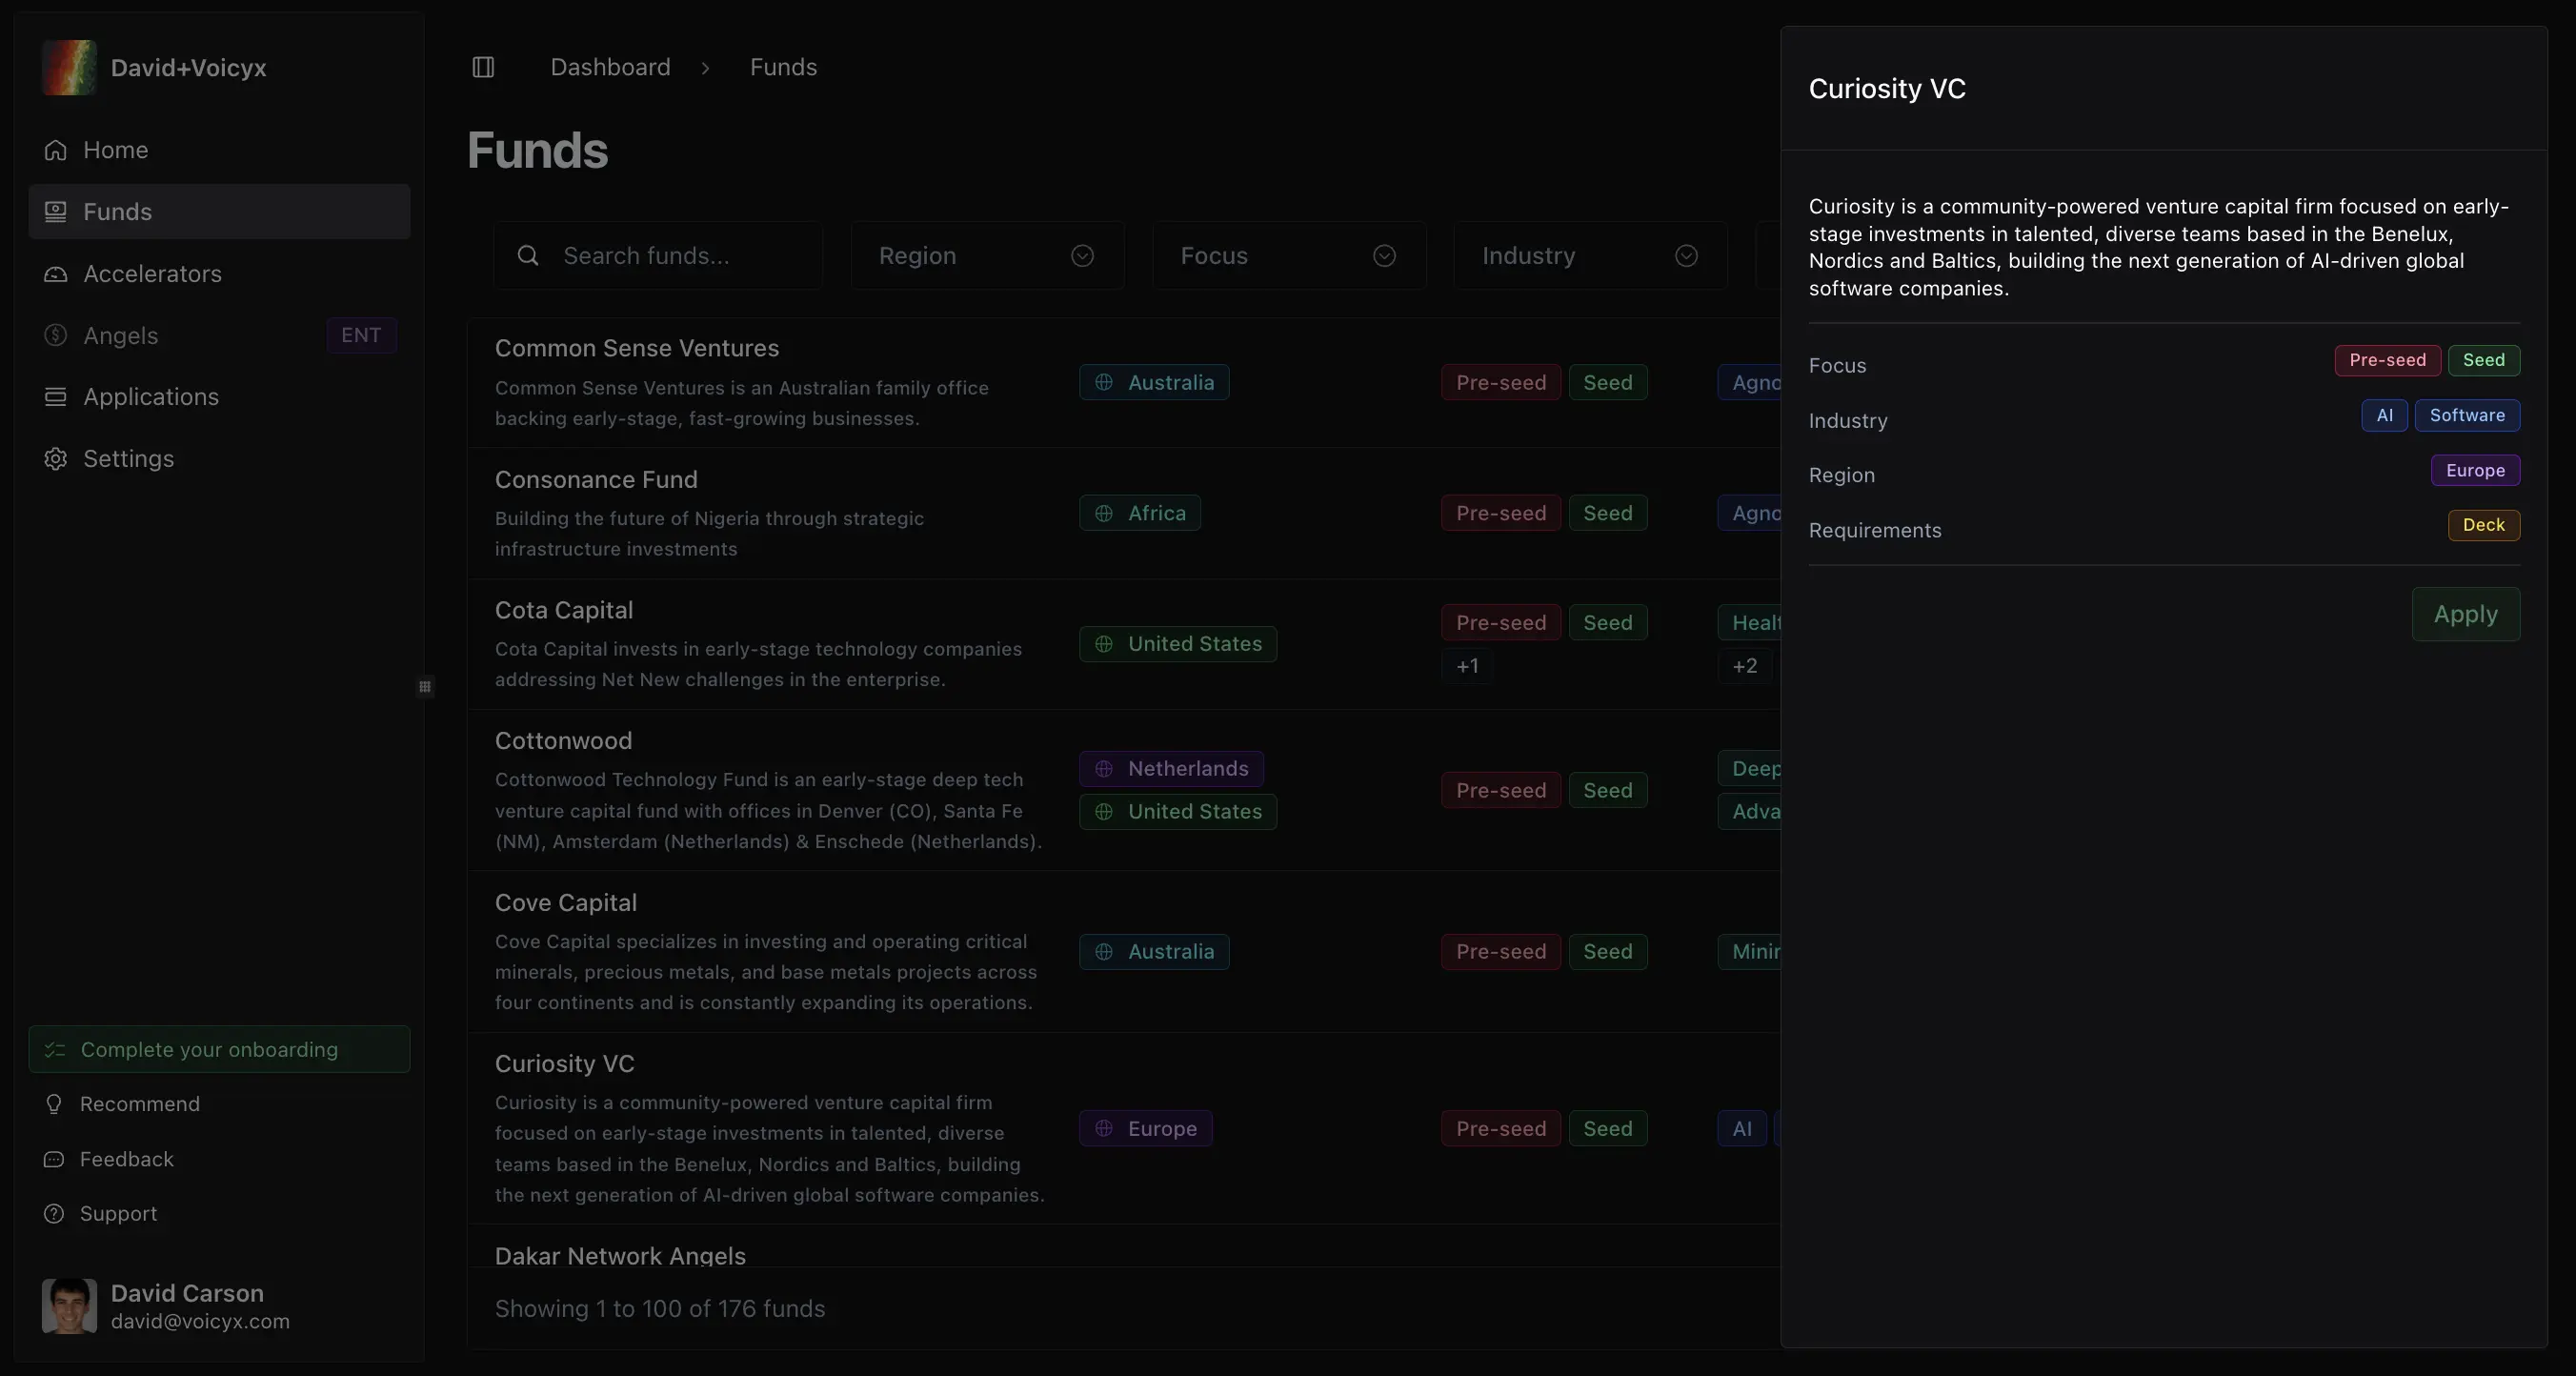 David+Voicyx
Home
Funds
Accelerators
Angels
ENT
Applications
Settings
Complete your onboarding
Recommend
Feedback
Support
David Carson
david@voicyx.com
Dashboard
Funds
Funds
Search funds...
Region
Focus
Industry
Common Sense Ventures
Common Sense Ventures is an Australian family office
backing early-stage, fast-growing businesses.
Australia
Pre-seed Seed
Agno
Consonance Fund
Building the future of Nigeria through strategic
infrastructure investments
Africa
Pre-seed Seed
Agno
Cota Capital
Cota Capital invests in early-stage technology companies
addressing Net New challenges in the enterprise.
United States
Pre-seed Seed
+1
Healt
+2
Cottonwood
Cottonwood Technology Fund is an early-stage deep tech
venture capital fund with offices in Denver (CO), Santa Fe
(NM), Amsterdam (Netherlands) & Enschede (Netherlands).
Netherlands
United States
Pre-seed Seed
Deep
Adva
Cove Capital
Cove Capital specializes in investing and operating critical
minerals, precious metals, and base metals projects across
four continents and is constantly expanding its operations.
Australia
Pre-seed Seed
Minin
Curiosity VC
Curiosity is a community-powered venture capital firm
focused on early-stage investments in talented, diverse
teams based in the Benelux, Nordics and Baltics, building
the next generation of AI-driven global software companies.
Europe
Pre-seed Seed
AI
Dakar Network Angels
Showing 1 to 100 of 176 funds
Curiosity VC
Curiosity is a community-powered venture capital firm focused on early-
stage investments in talented, diverse teams based in the Benelux,
Nordics and Baltics, building the next generation of AI-driven global
software companies.
Focus
Pre-seed Seed
Industry
AI Software
Region
Europe
Requirements
Deck
Apply